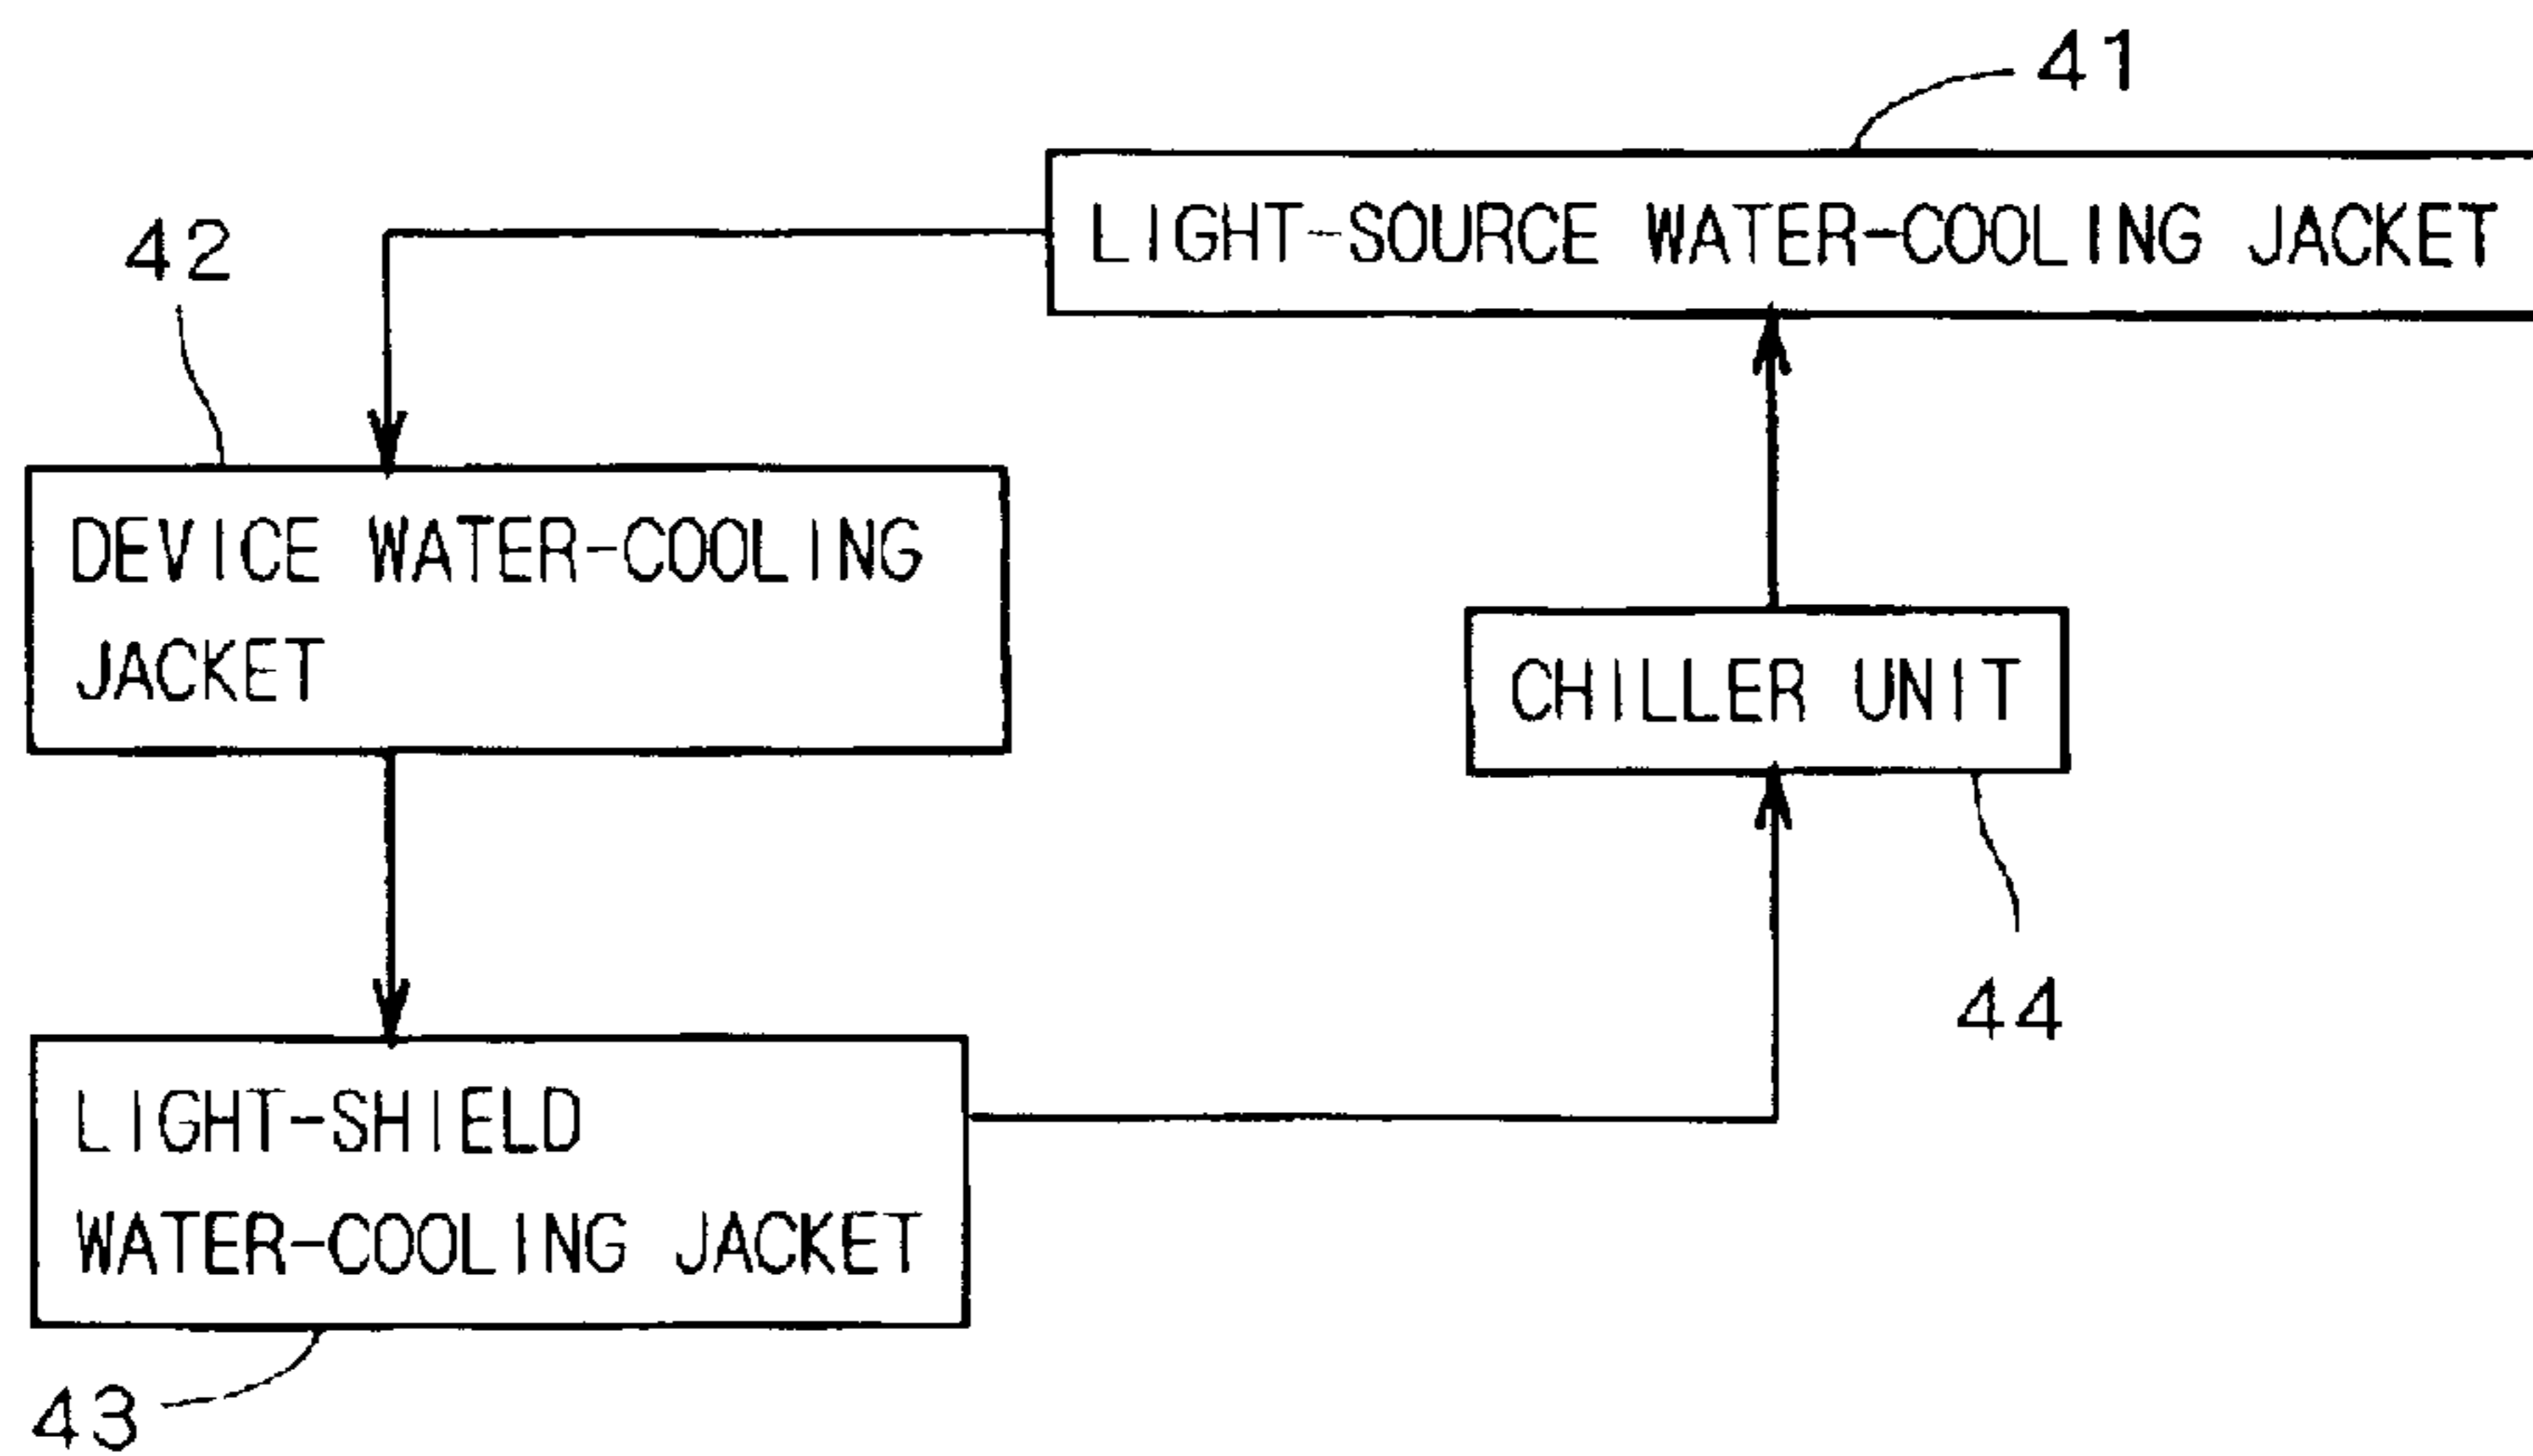 41
LIGHT-SOURCE WATER-COOLING JACKET
42
DEVICE WATER-COOLING
JACKET
CHILLER UNIT
44
LIGHT-SHIELD
WATER-COOLING JACKET
43